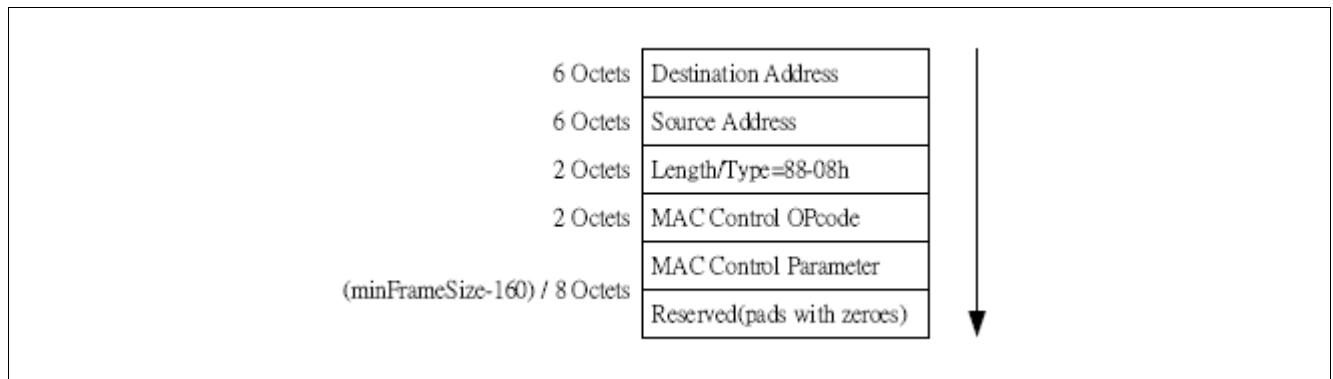 6 Octets Destination Address
6 Octets Source Address
2 Octets Length/Type=88-08h
2 Octets MAC Control OPcode
MAC Control Parameter
(minFrameSize-160) / 8 Octets
Reserved(pads with zeroes)